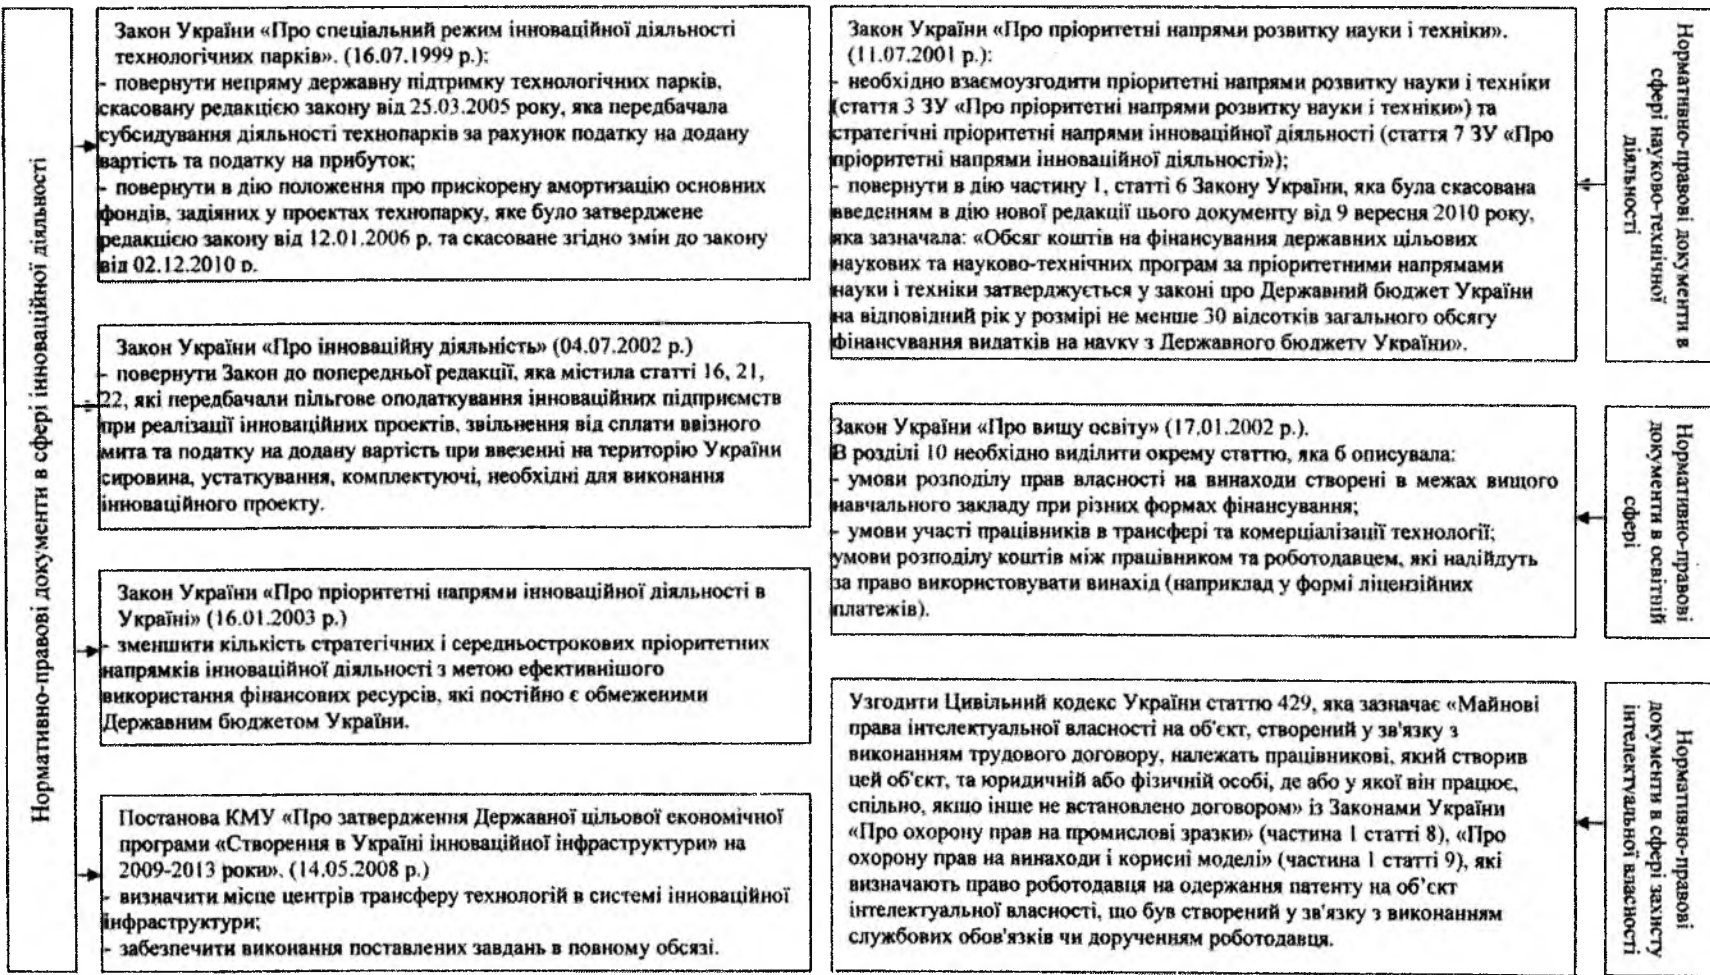 Нормативно-правові документи в сфері інноваційної діяльності
Закон України «Про спеціальний режим інноваційної діяльності
технологічних парків». (16.07.1999 р.):
- повернути непряму державну підтримку технологічних парків,
скасовану редакцією закону від 25.03.2005 року, яка передбачала
субсидування діяльності технопарків за рахунок податку на додану
вартість та податку на прибуток;
- повернути в дію положення про прискорену амортизацію основних
фондів, задіяних у проектах технопарку, яке було затверджене
редакцією закону від 12.01.2006 р. та скасоване згідно змін до закону
від 02.12.2010 р.
Закон України «Про інноваційну діяльність» (04.07.2002 р.)
- повернути Закон до попередньої редакції, яка містила статті 16, 21,
22, які передбачали пільгове оподаткування інноваційних підприємств
при реалізації інноваційних проектів, звільнення від сплати ввізного
мита та податку на додану вартість при ввезенні на територію України
сировина, устаткування, комплектуючі, необхідні для виконання
інноваційного проекту.
Закон України «Про пріоритетні напрями інноваційної діяльності в
Україні» (16.01.2003 р.)
- зменшити кількість стратегічних і середньострокових пріоритетних
напрямків інноваційної діяльності з метою ефективнішого
використання фінансових ресурсів, які постійно є обмеженими
Державним бюджетом України.
Постанова КМУ «Про затвердження Державної цільової економічної
програми «Створення в Україні інноваційної інфраструктури» на
2009-2013 роки». (14.05.2008 р.)
- визначити місце центрів трансферу технологій в системі інноваційної
інфраструктури;
- забезпечити виконання поставлених завдань в повному обсязі.
Закон України «Про пріоритетні напрями розвитку науки і техніки».
(11.07.2001 р.):
- необхідно взаємоузгодити пріоритетні напрями розвитку науки і техніки
(стаття 3 ЗУ «Про пріоритетні напрями розвитку науки і техніки») та
стратегічні пріоритетні напрями інноваційної діяльності (стаття 7 ЗУ «Про
пріоритетні напрями інноваційної діяльності»);
- повернути в дію частину 1, статті 6 Закону України, яка була скасована
введенням в дію нової редакції цього документу від 9 вересня 2010 року,
яка зазначала: «Обсяг коштів на фінансування державних цільових
наукових та науково-технічних програм за пріоритетними напрямами
науки і техніки затверджується у законі про Державний бюджет України
на відповідний рік у розмірі не менше 30 відсотків загального обсягу
фінансування видатків на науку з Державного бюджету України».
Нормативно-правові документи в
сфері науково-технічної
діяльності
Закон України «Про вищу освіту» (17.01.2002 р.).
В розділі 10 необхідно виділити окрему статтю, яка б описувала:
- умови розподілу прав власності на винаходи створені в межах вищого
навчального закладу при різних формах фінансування;
- умови участі працівників в трансфері та комерціалізації технології;
умови розподілу коштів між працівником та роботодавцем, які надійдуть
за право використовувати винахід (наприклад у формі ліцензійних
платежів).
Нормативно-правові
документи в освітній
сфері
Узгодити Цивільний кодекс України статтю 429, яка зазначає «Майнові
права інтелектуальної власності на об'єкт, створений у зв'язку з
виконанням трудового договору, належать працівникові, який створив
цей об'єкт, та юридичній або фізичній особі, де або у якої він працює,
спільно, якщо інше не встановлено договором» із Законами України
«Про охорону прав на промислові зразки» (частина 1 статті 8), «Про
охорону прав на винаходи і корисні моделі» (частина 1 статті 9), які
визначають право роботодавця на одержання патенту на об'єкт
інтелектуальної власності, що був створений у зв'язку з виконанням
службових обов'язків чи дорученням роботодавця.
Нормативно-правові
документи в сфері захисту
інтелектуальної власності